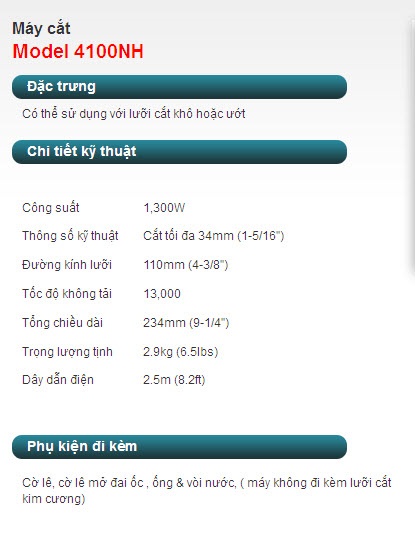 Máy cắt
Model 4100NH
Đặc trưng
Có thể sử dụng với lưỡi cắt khô hoặc ướt
Chi tiết kỹ thuật
Công suất 1,300W
Thông số kỹ thuật Cắt tối đa 34mm (1-5/16")
Đường kính lưỡi 110mm (4-3/8")
Tốc độ không tải 13,000
Tổng chiều dài 234mm (9-1/4")
Trọng lượng tịnh 2.9kg (6.5lbs)
Dây dẫn điện 2.5m (8.2ft)
Phụ kiện đi kèm
Cờ lê, cờ lê mở đai ốc , ống & vòi nước, ( máy không đi kèm lưỡi cắt
kim cương)